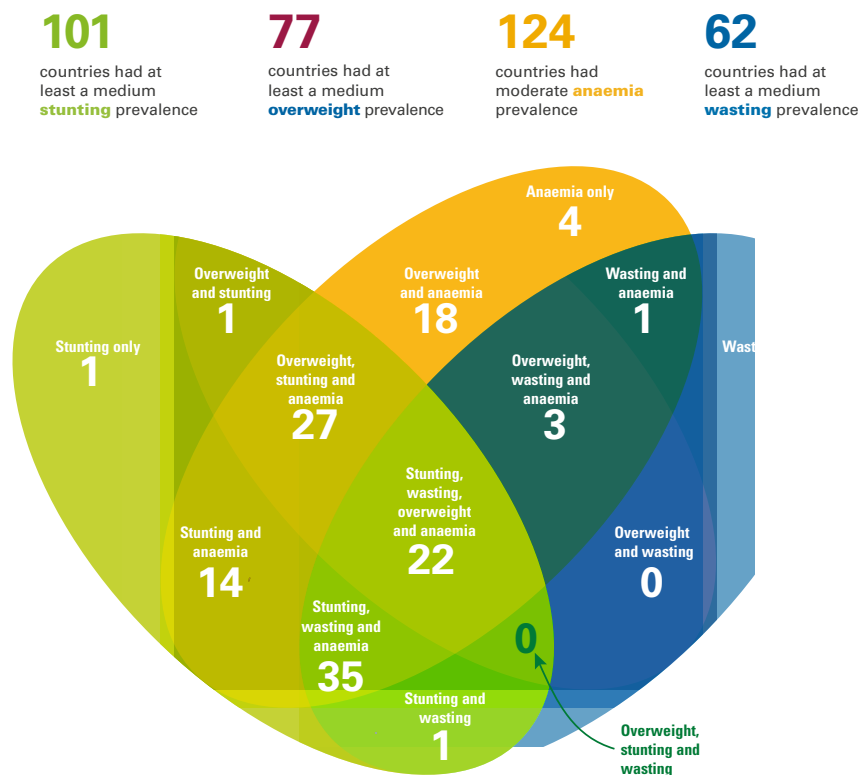 101
countries had at
least a medium
stunting prevalence
77
countries had at
least a medium
overweight prevalence
124
countries had
moderate anaemia
prevalence
62
countries had at
least a medium
wasting prevalence
Anaemia only
4
Overweight
and stunting
1
Overweight
and anaemia
18
Wasting and
anaemia
1
Stunting only
1
Wast
Overweight,
stunting and
anaemia
27
Overweight,
wasting and
anaemia
3
Stunting,
wasting,
overweight
and anaemia
22
Stunting and
anaemia
14
Overweight
and wasting
0
Stunting,
wasting and
anaemia
35
0
Stunting and
wasting
1
Overweight,
stunting and
wasting